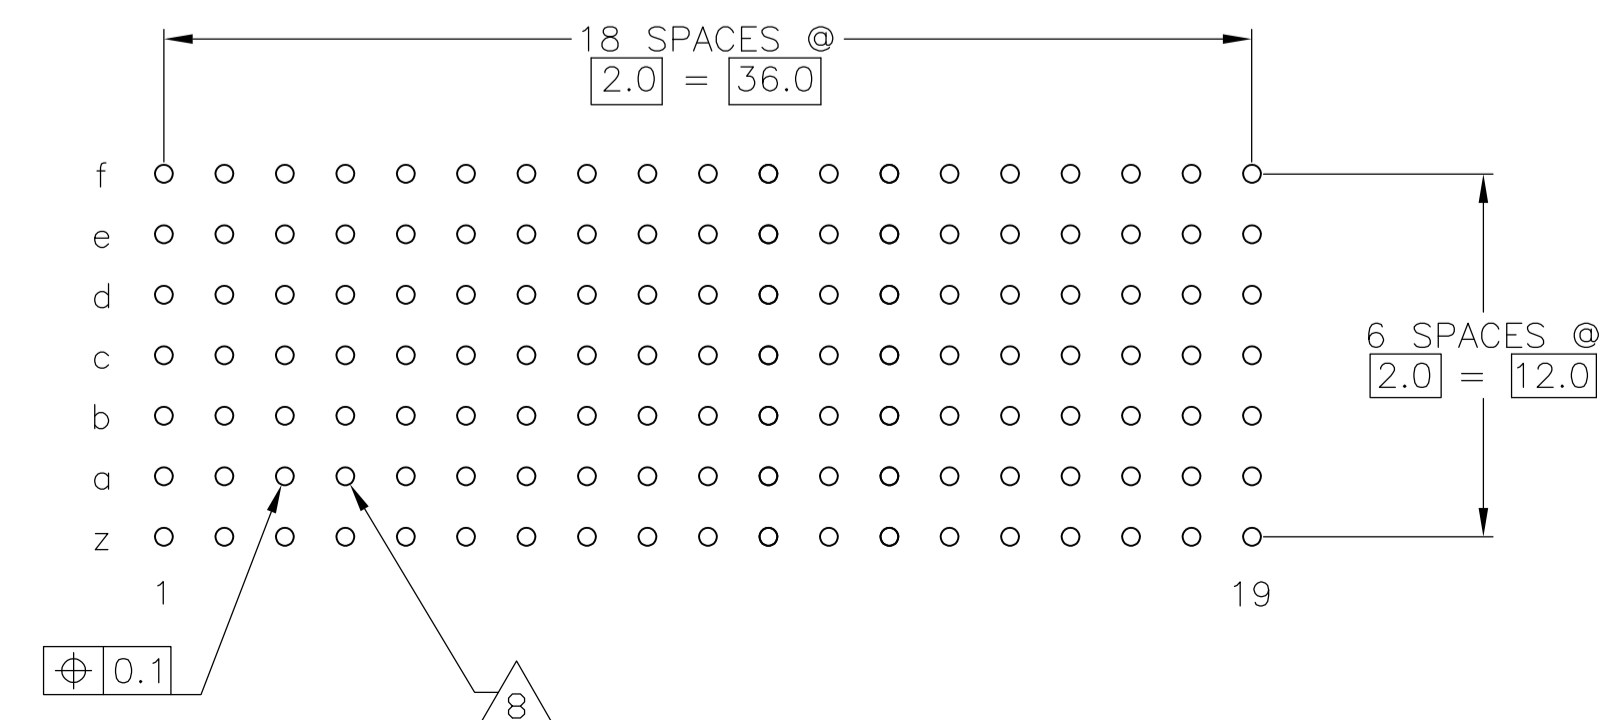 18 SPACES @
2.0 = 36.0
f
e
d
c
b
a
z
6 SPACES @
2.0 = 12.0
1
19
⌖ 0.1
8